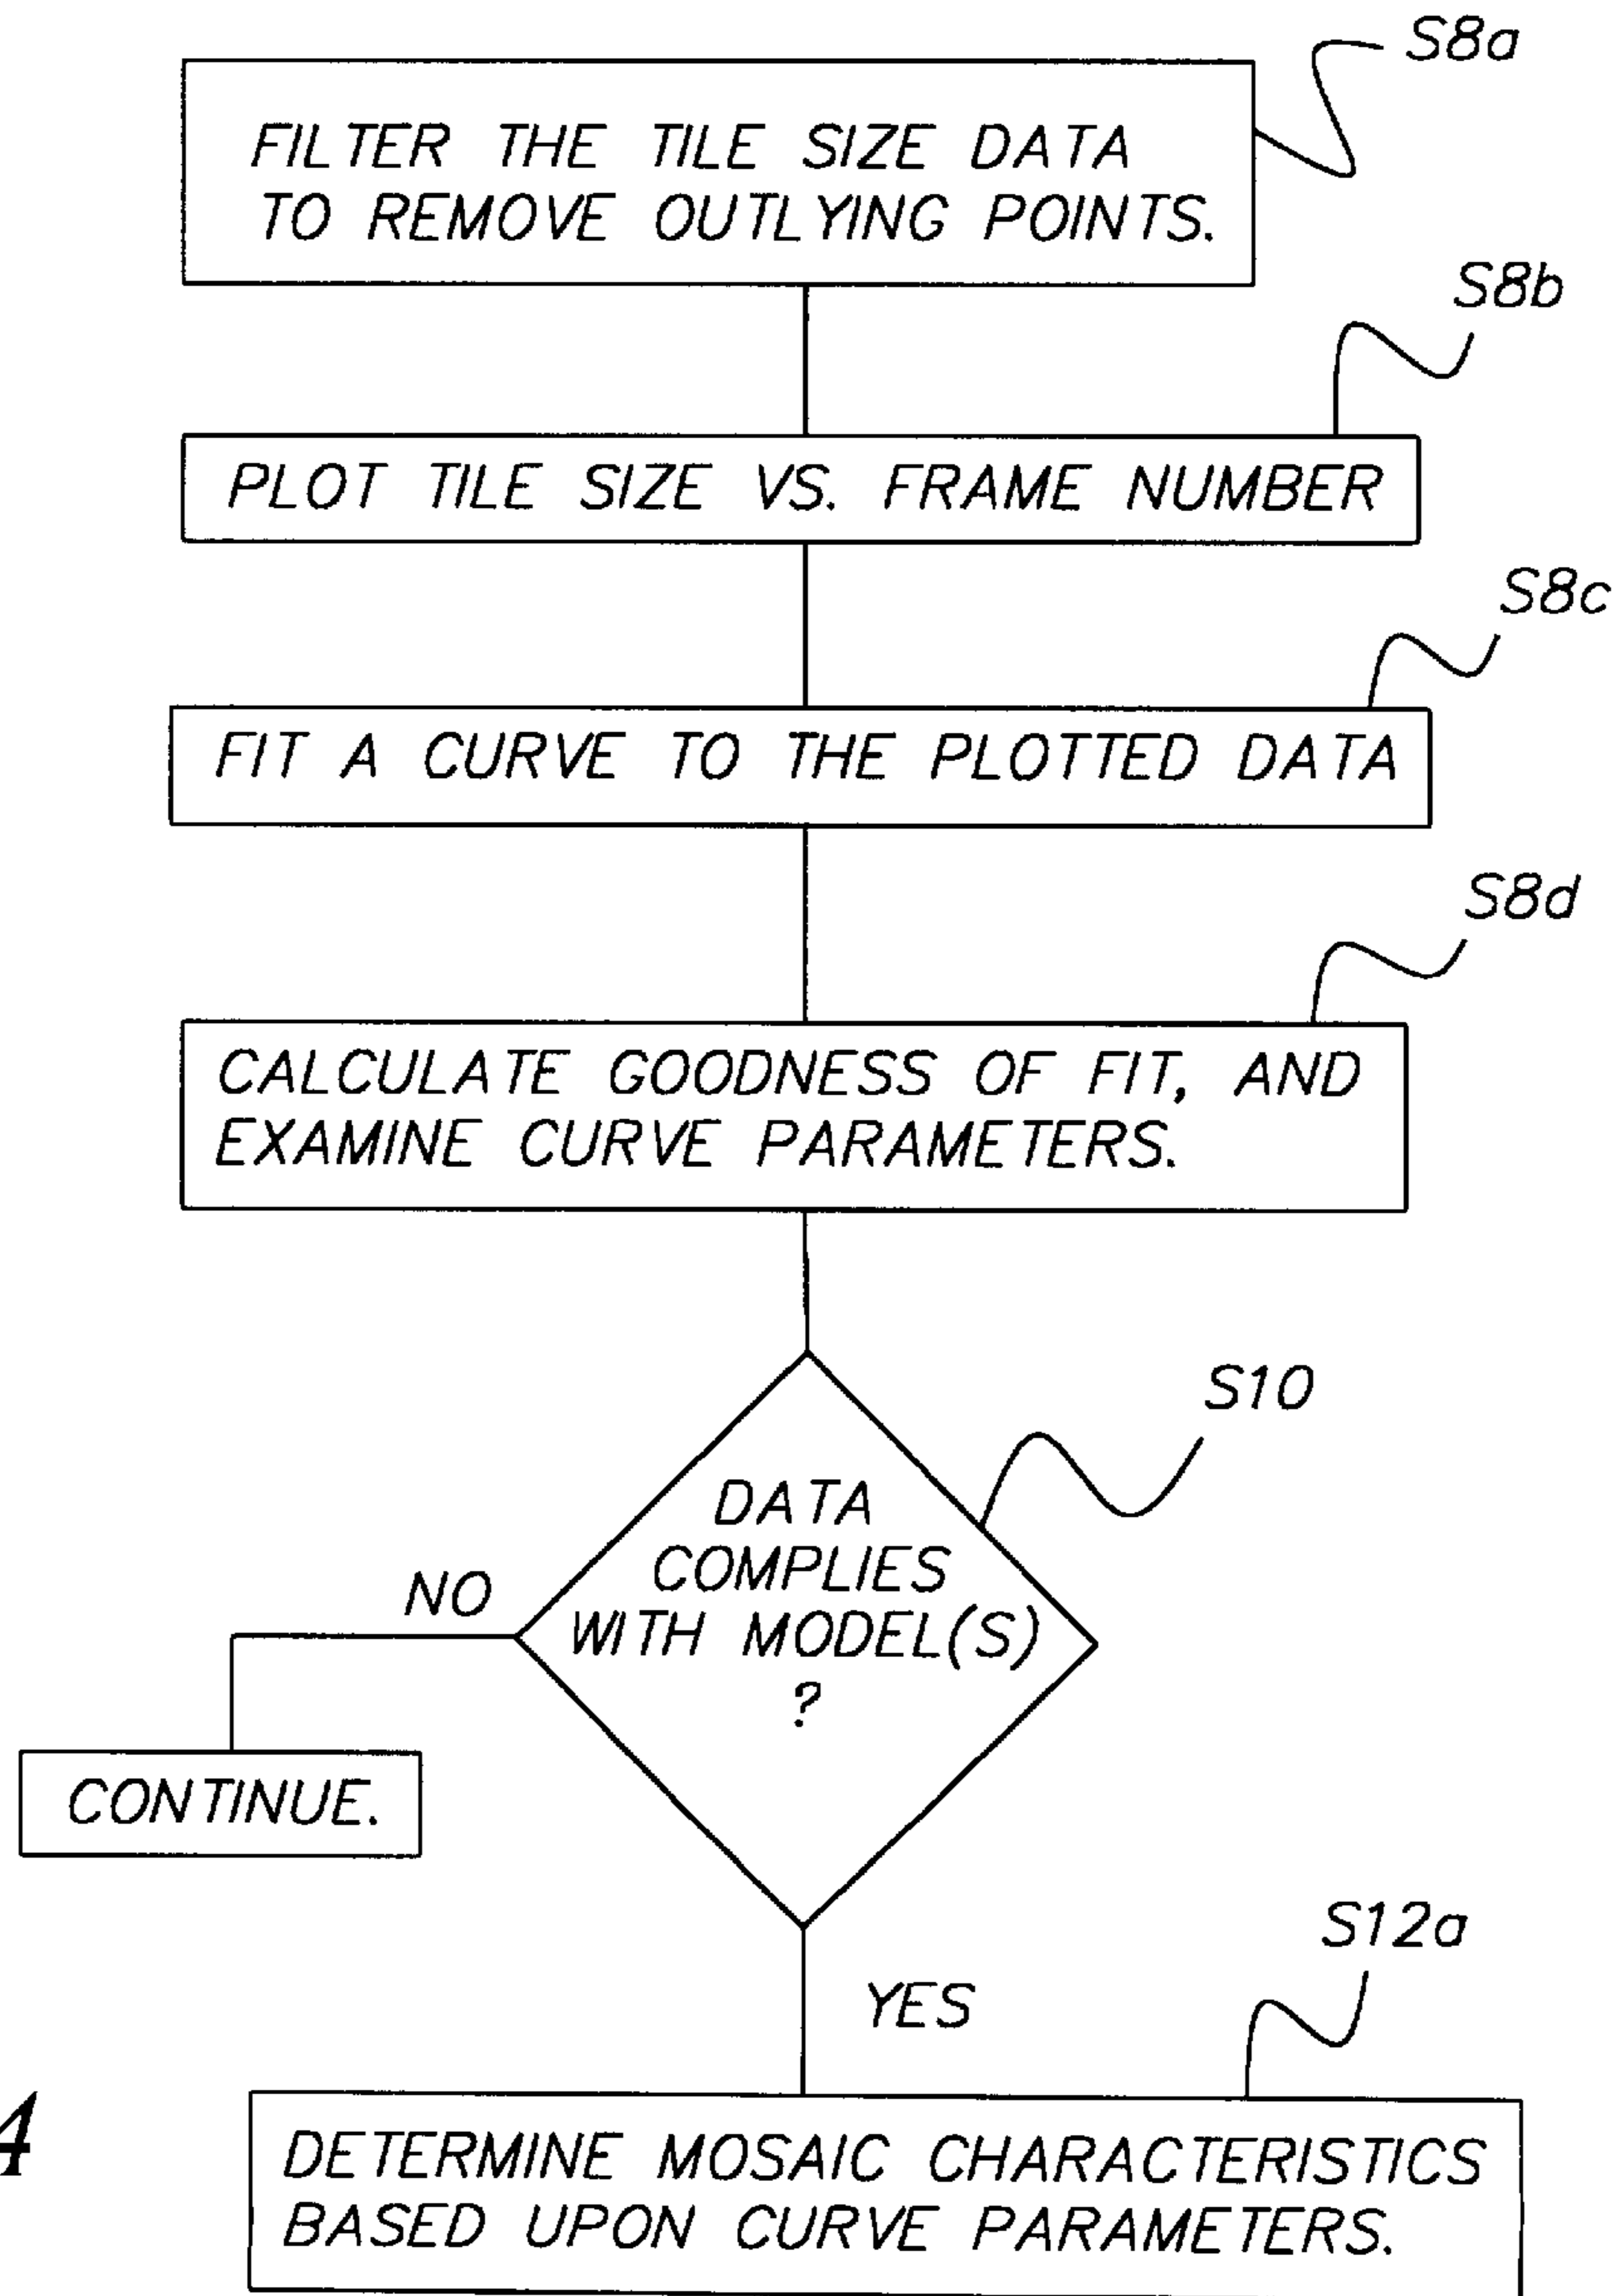 S8a
FILTER THE TILE SIZE DATA
TO REMOVE OUTLYING POINTS.
S8b
PLOT TILE SIZE VS. FRAME NUMBER
S8c
FIT A CURVE TO THE PLOTTED DATA
S8d
CALCULATE GOODNESS OF FIT, AND
EXAMINE CURVE PARAMETERS.
S10
DATA
COMPLIES
WITH MODEL(S)
?
NO
CONTINUE.
YES
S12a
4
DETERMINE MOSAIC CHARACTERISTICS
BASED UPON CURVE PARAMETERS.